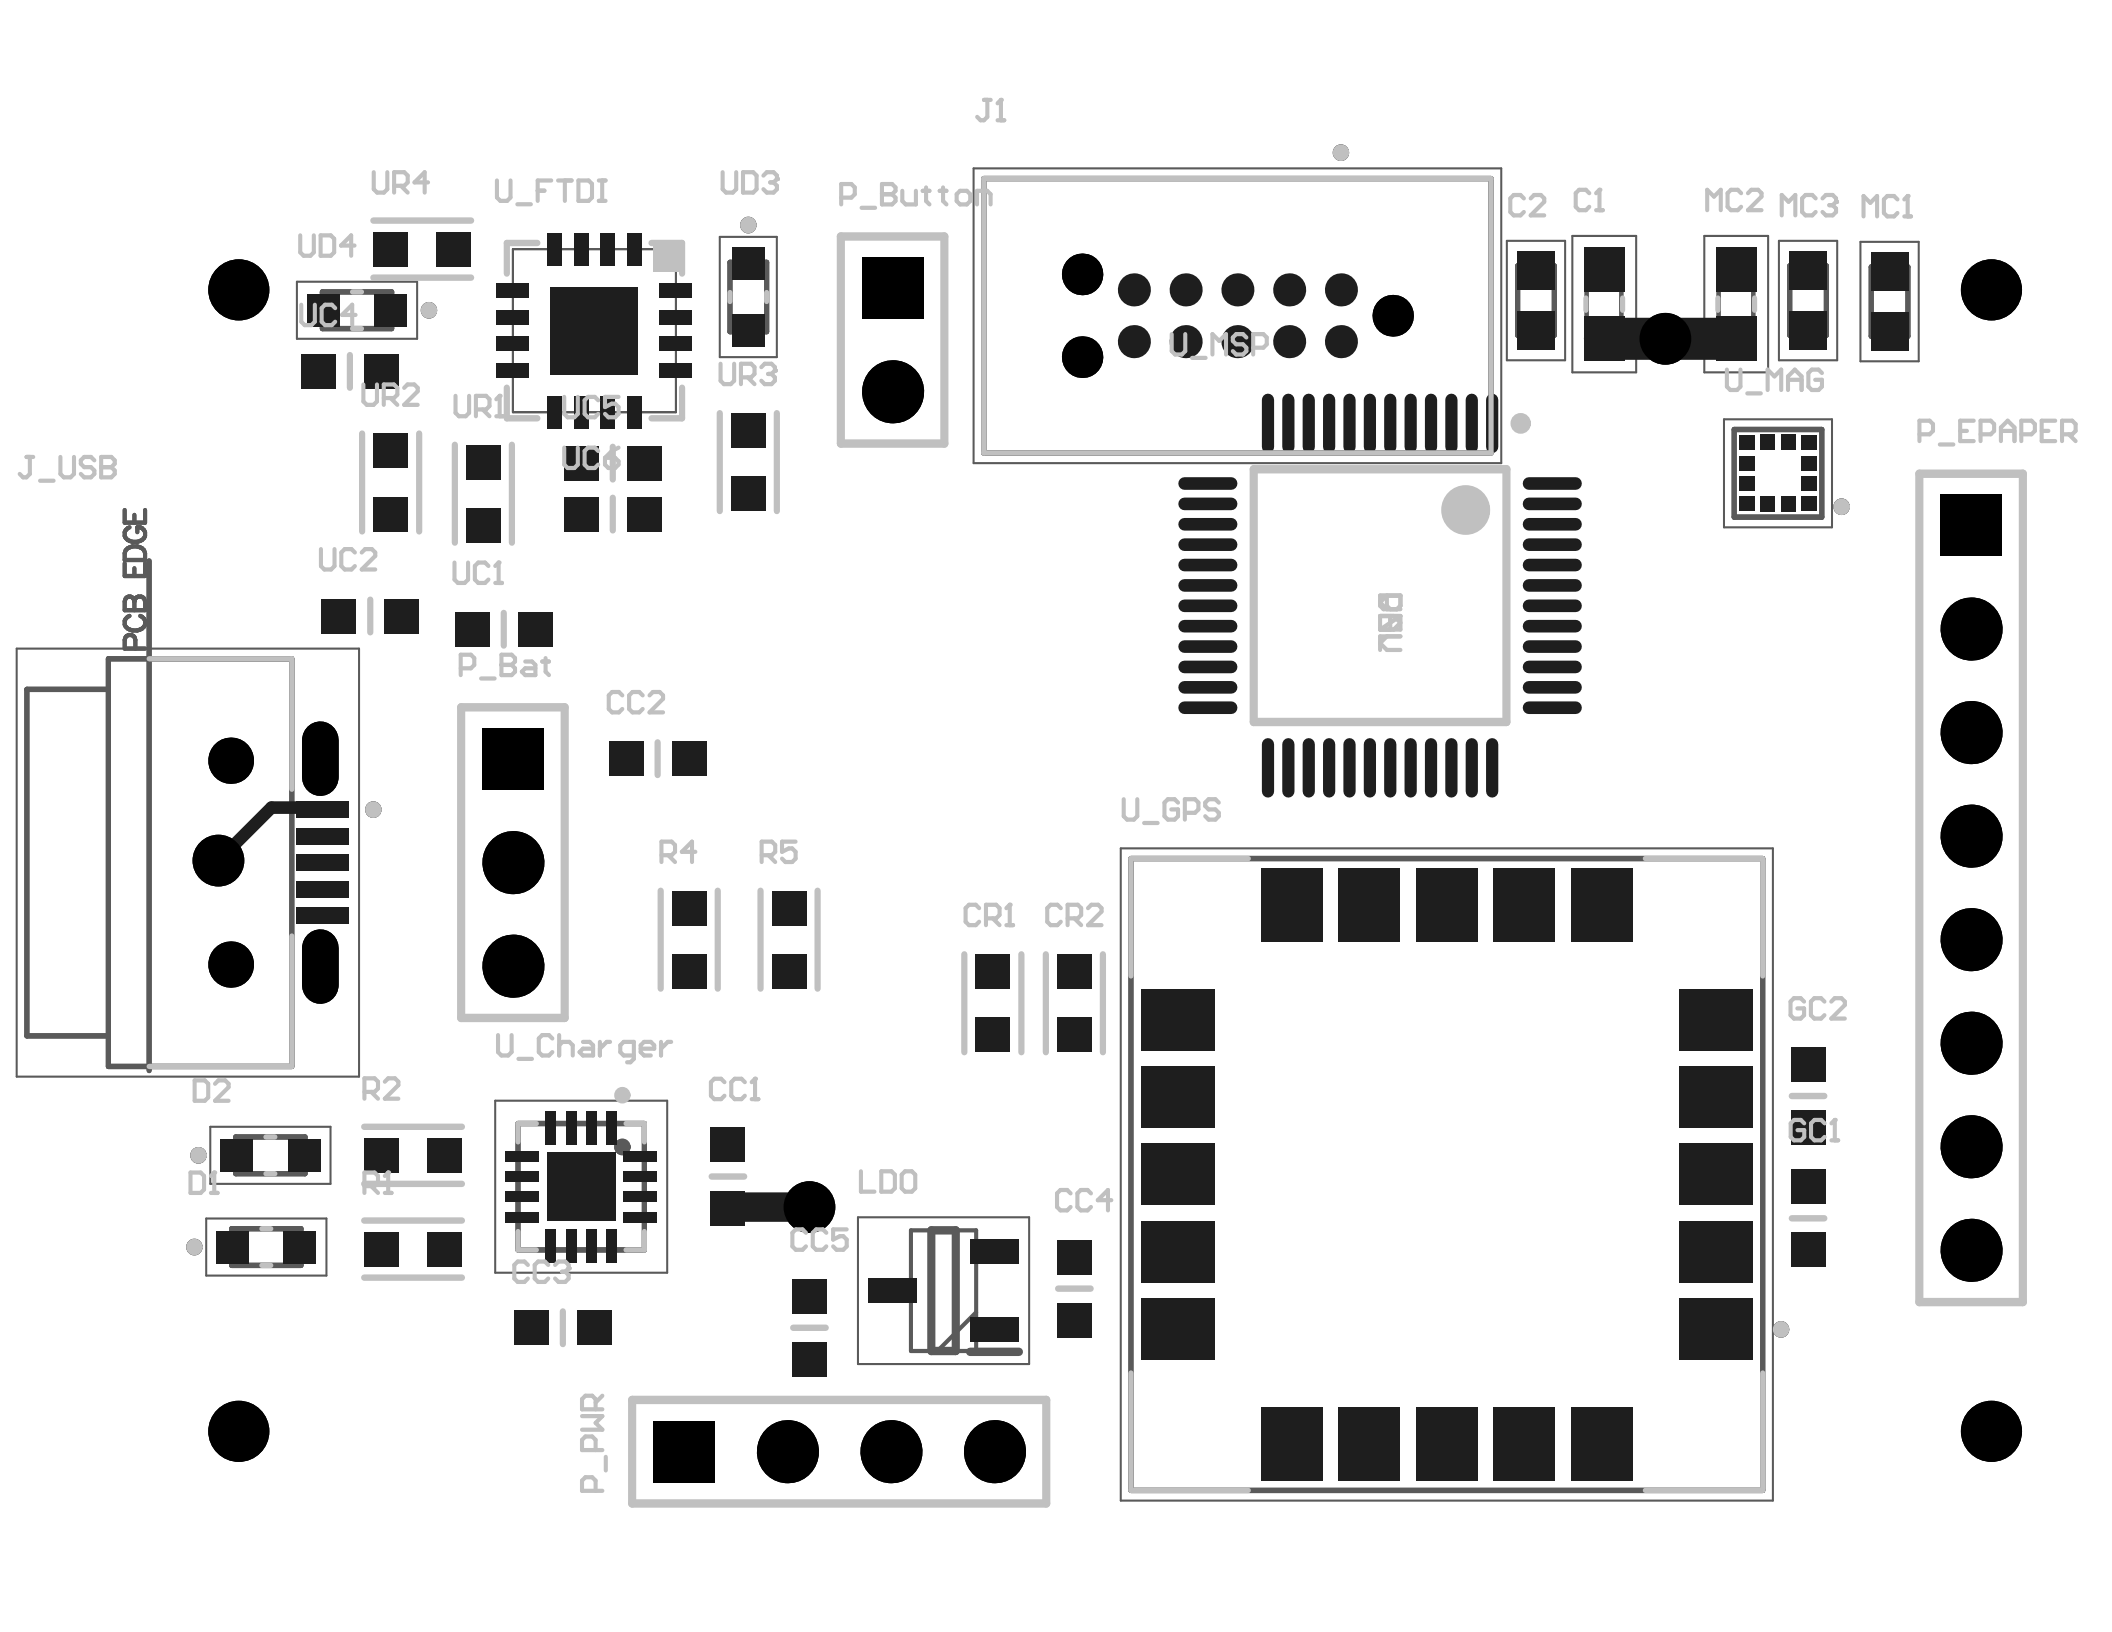 J1
UR4
U_FTDI
UD3
P_Button
C2
C1
MC2
MC3
MC1
UD4
UC4
U_MSP
UR3
U_MAG
UR2
UR1
UC5
P_EPAPER
UC6
J_USB
PCB EDGE
UC2
UC1
P_Bat
CC2
U_GPS
R4
R5
CR1
CR2
GC2
U_Charger
D2
R2
CC1
GC1
D1
R1
LDO
CC4
CC5
CC3
P_PWR